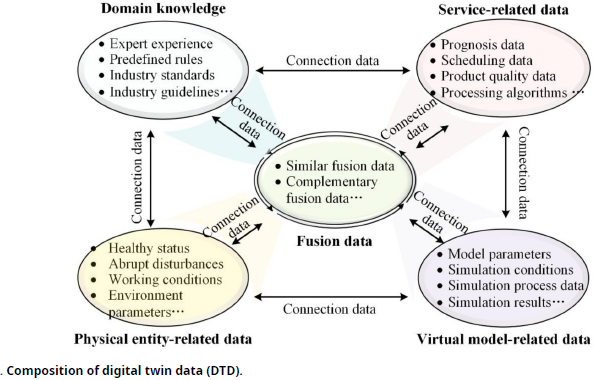 Domain knowledge
Service-related data
• Expert experience
• Predefined rules
• Industry standards
• Industry guidelines…
Connection data
• Prognosis data
• Scheduling data
• Product quality data
• Processing algorithms …
Connection
data
Connection
data
Connection data
• Similar fusion data
• Complementary
fusion data…
Connection data
Fusion data
Connection
data
Connection
data
• Healthy status
• Abrupt disturbances
• Working conditions
• Environment
parameters…
Connection data
• Model parameters
• Simulation conditions
• Simulation process data
• Simulation results…
Physical entity-related data
Virtual model-related data
. Composition of digital twin data (DTD).